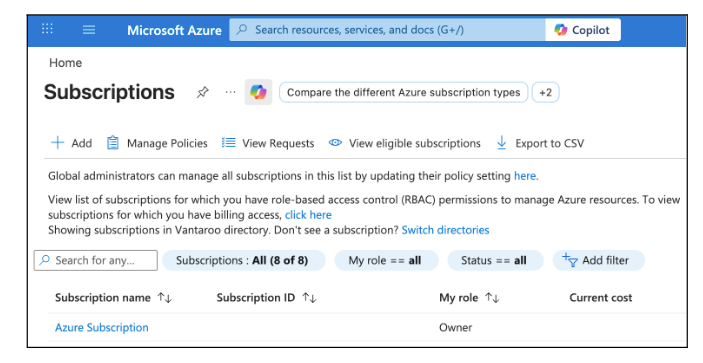 Microsoft Azure Search resources, services, and docs (G+/) Copilot
Home
Subscriptions ··· Compare the different Azure subscription types +2
+ Add Manage Policies View Requests View eligible subscriptions Export to CSV
Global administrators can manage all subscriptions in this list by updating their policy setting here.
View list of subscriptions for which you have role-based access control (RBAC) permissions to manage Azure resources. To view
subscriptions for which you have billing access, click here
Showing subscriptions in Vantaroo directory. Don't see a subscription? Switch directories
Search for any... Subscriptions : All (8 of 8) My role == all Status == all Add filter
Subscription name ↑↓ Subscription ID ↑↓ My role ↑↓ Current cost
Azure Subscription Owner